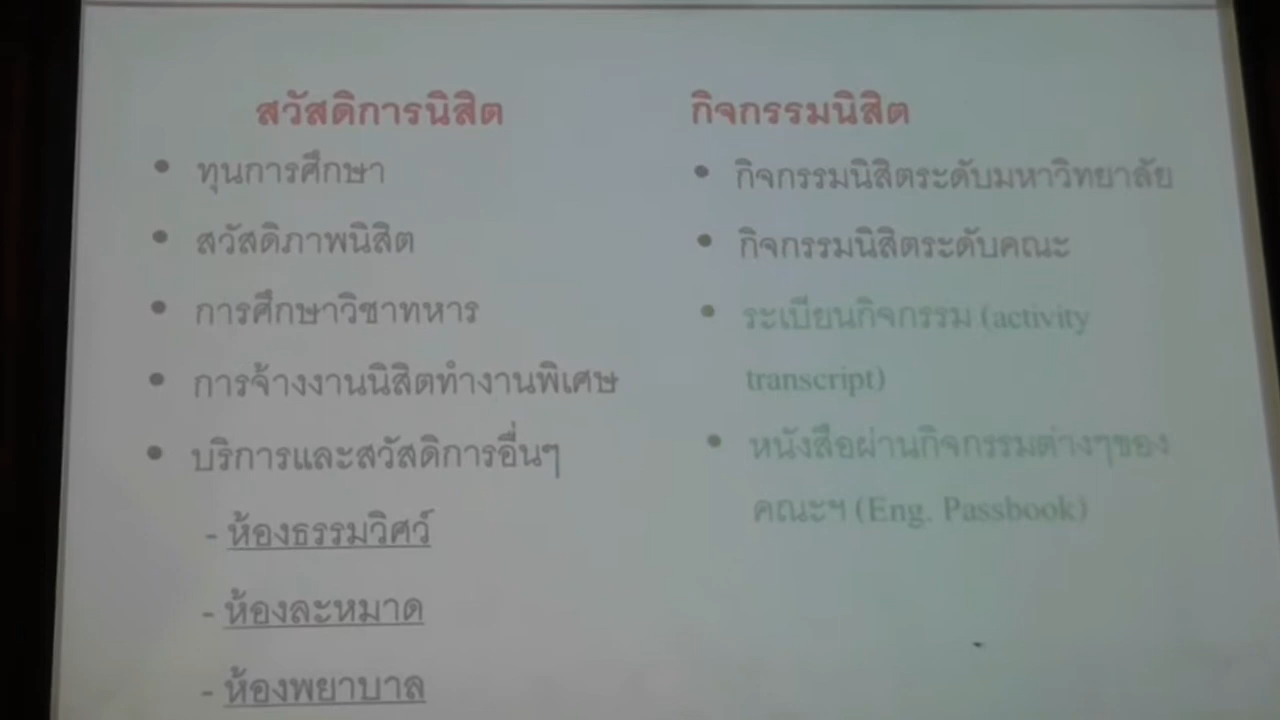 สวัสดิการนิสิต
• ทุนการศึกษา
• สวัสดิภาพนิสิต
• การศึกษาวิชาทหาร
• การจ้างงานนิสิตทำงานพิเศษ
• บริการและสวัสดิการอื่นๆ
- ห้องธรรมวิศว์
- ห้องละหมาด
- ห้องพยาบาล
กิจกรรมนิสิต
• กิจกรรมนิสิตระดับมหาวิทยาลัย
• กิจกรรมนิสิตระดับคณะ
• ระเบียนกิจกรรม (activity
transcript)
• หนังสือผ่านกิจกรรมต่างๆของ
คณะฯ (Eng. Passbook)